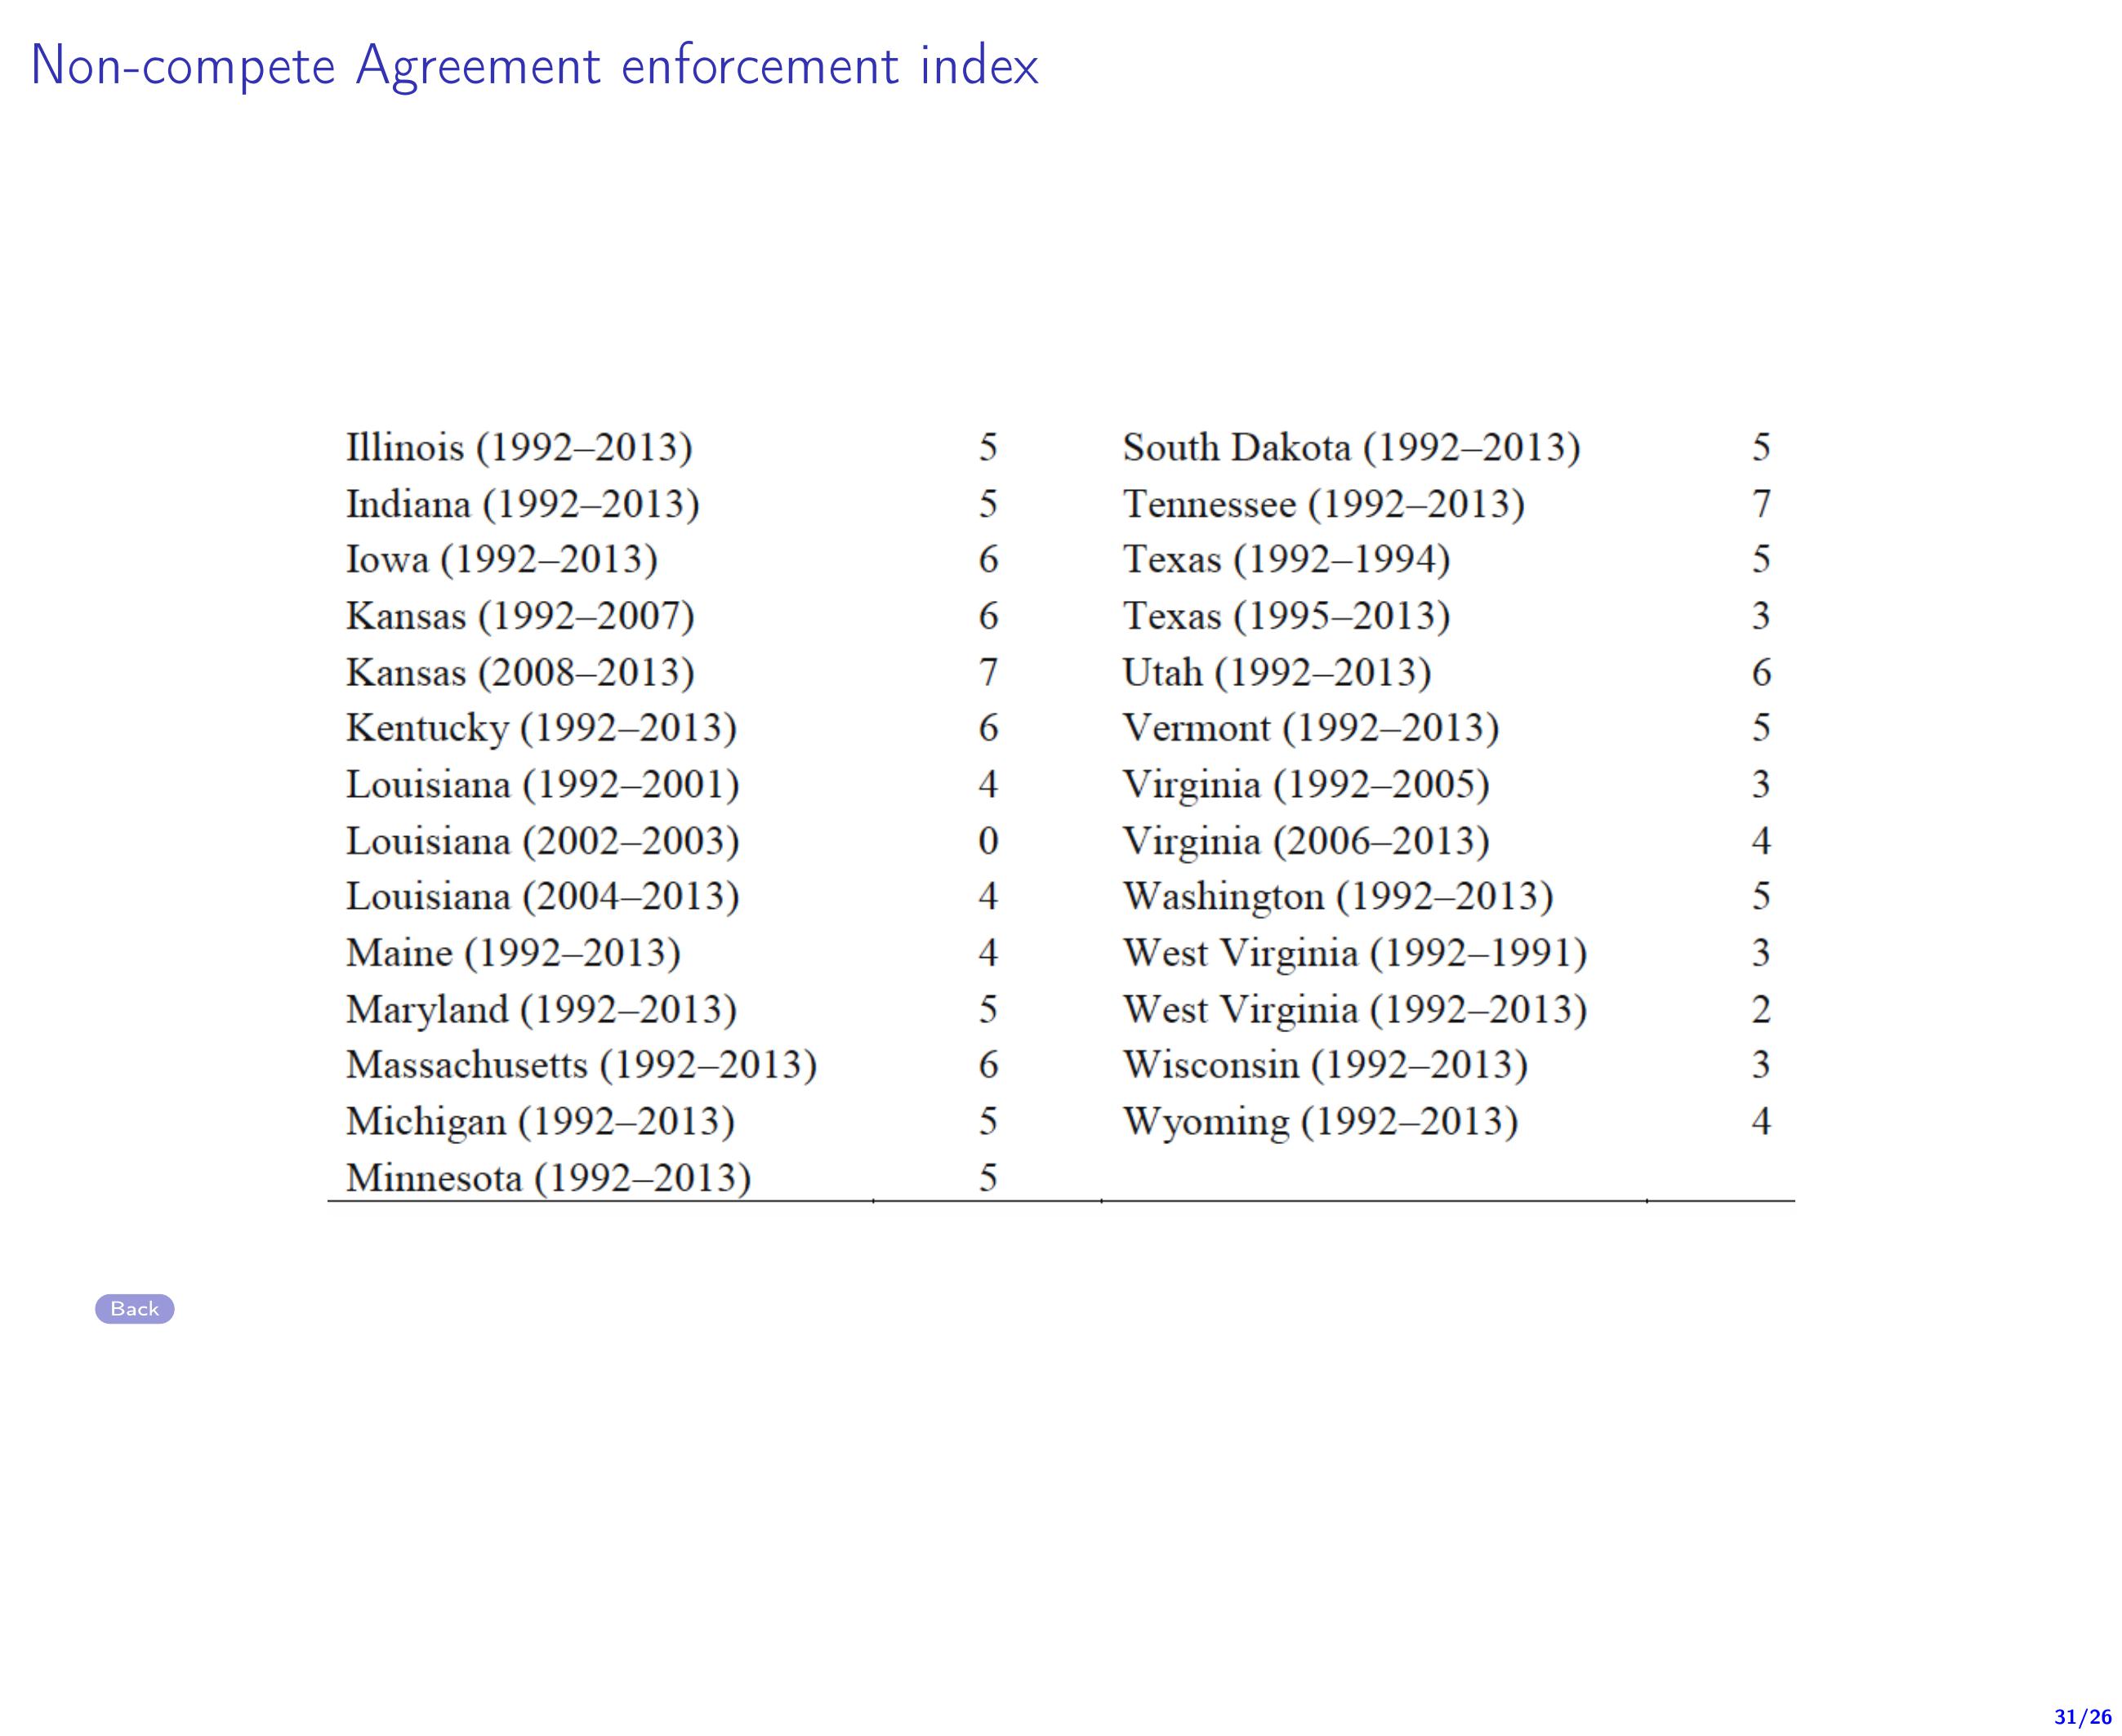 Non-compete Agreement enforcement index
Illinois (1992–2013) 5 South Dakota (1992–2013) 5
Indiana (1992–2013) 5 Tennessee (1992–2013) 7
Iowa (1992–2013) 6 Texas (1992–1994) 5
Kansas (1992–2007) 6 Texas (1995–2013) 3
Kansas (2008–2013) 7 Utah (1992–2013) 6
Kentucky (1992–2013) 6 Vermont (1992–2013) 5
Louisiana (1992–2001) 4 Virginia (1992–2005) 3
Louisiana (2002–2003) 0 Virginia (2006–2013) 4
Louisiana (2004–2013) 4 Washington (1992–2013) 5
Maine (1992–2013) 4 West Virginia (1992–1991) 3
Maryland (1992–2013) 5 West Virginia (1992–2013) 2
Massachusetts (1992–2013) 6 Wisconsin (1992–2013) 3
Michigan (1992–2013) 5 Wyoming (1992–2013) 4
Minnesota (1992–2013) 5
Back
31/26